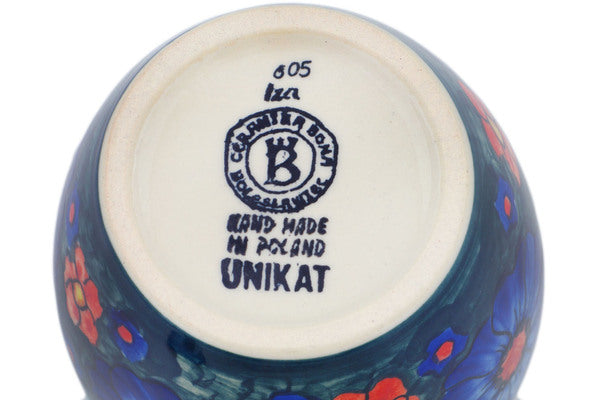 605
Iza
CERAMIKA BONA
B
BOLESŁAWIEC
HAND MADE
IN POLAND
UNIKAT